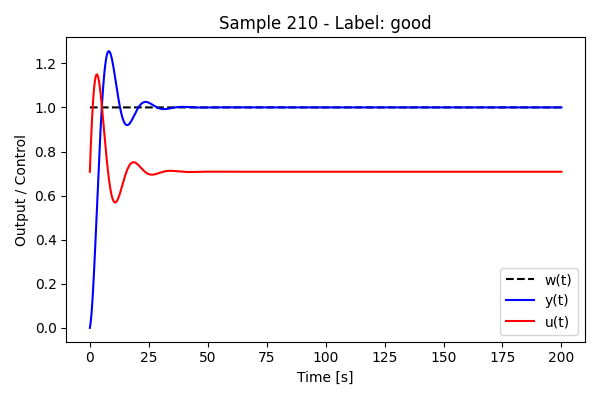 Sample 210 - Label: good
Output / Control
1.2
1.0
0.8
0.6
0.4
0.2
0.0
w(t)
y(t)
u(t)
0 25 50 75 100 125 150 175 200
Time [s]